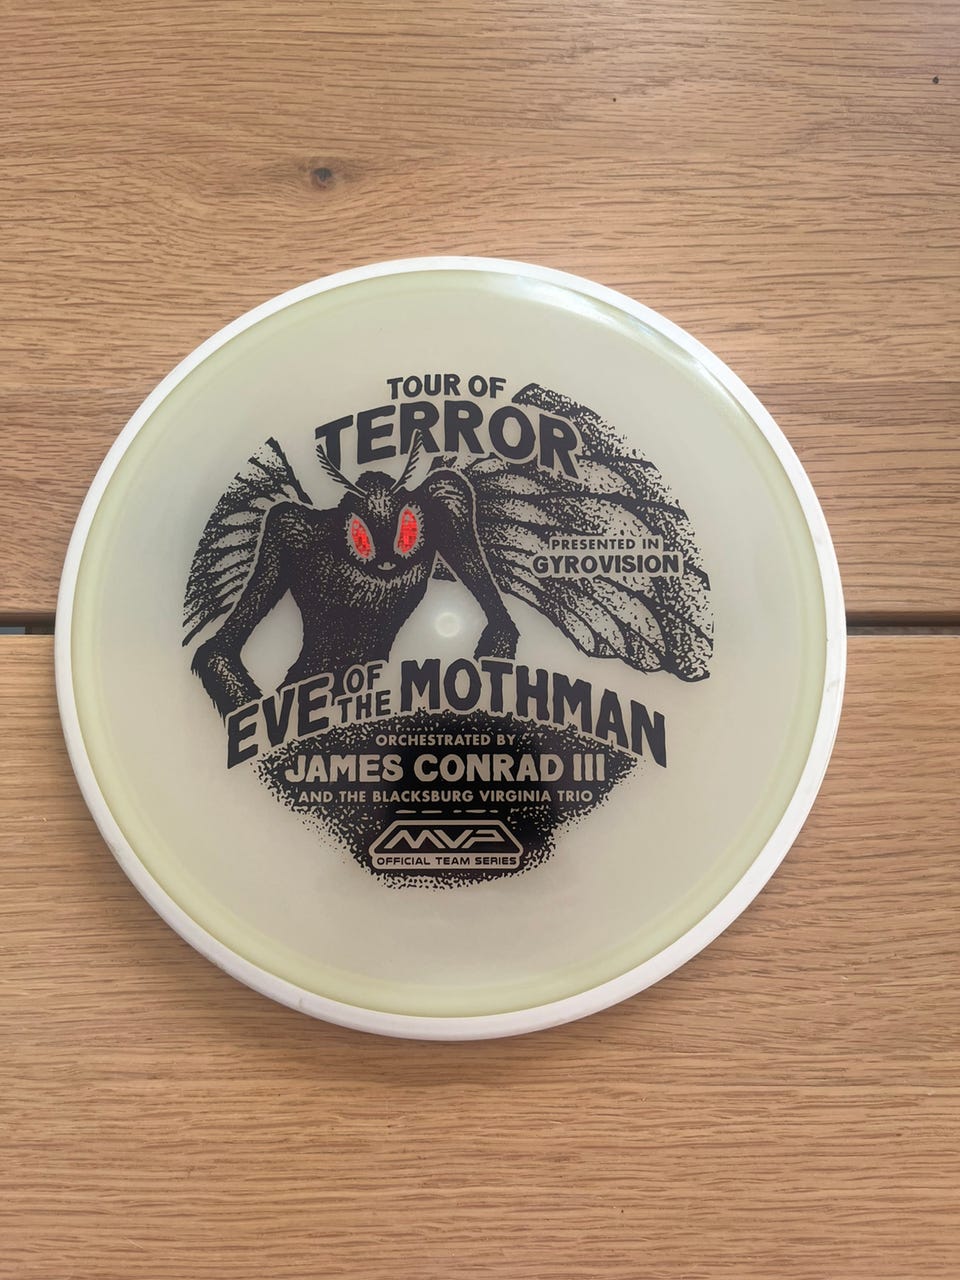 TOUR OF
TERROR
PRESENTED IN
GYROVISION
EVE OF THE MOTHMAN
ORCHESTRATED BY
JAMES CONRAD III
AND THE BLACKSBURG VIRGINIA TRIO
MVP
OFFICIAL TEAM SERIES